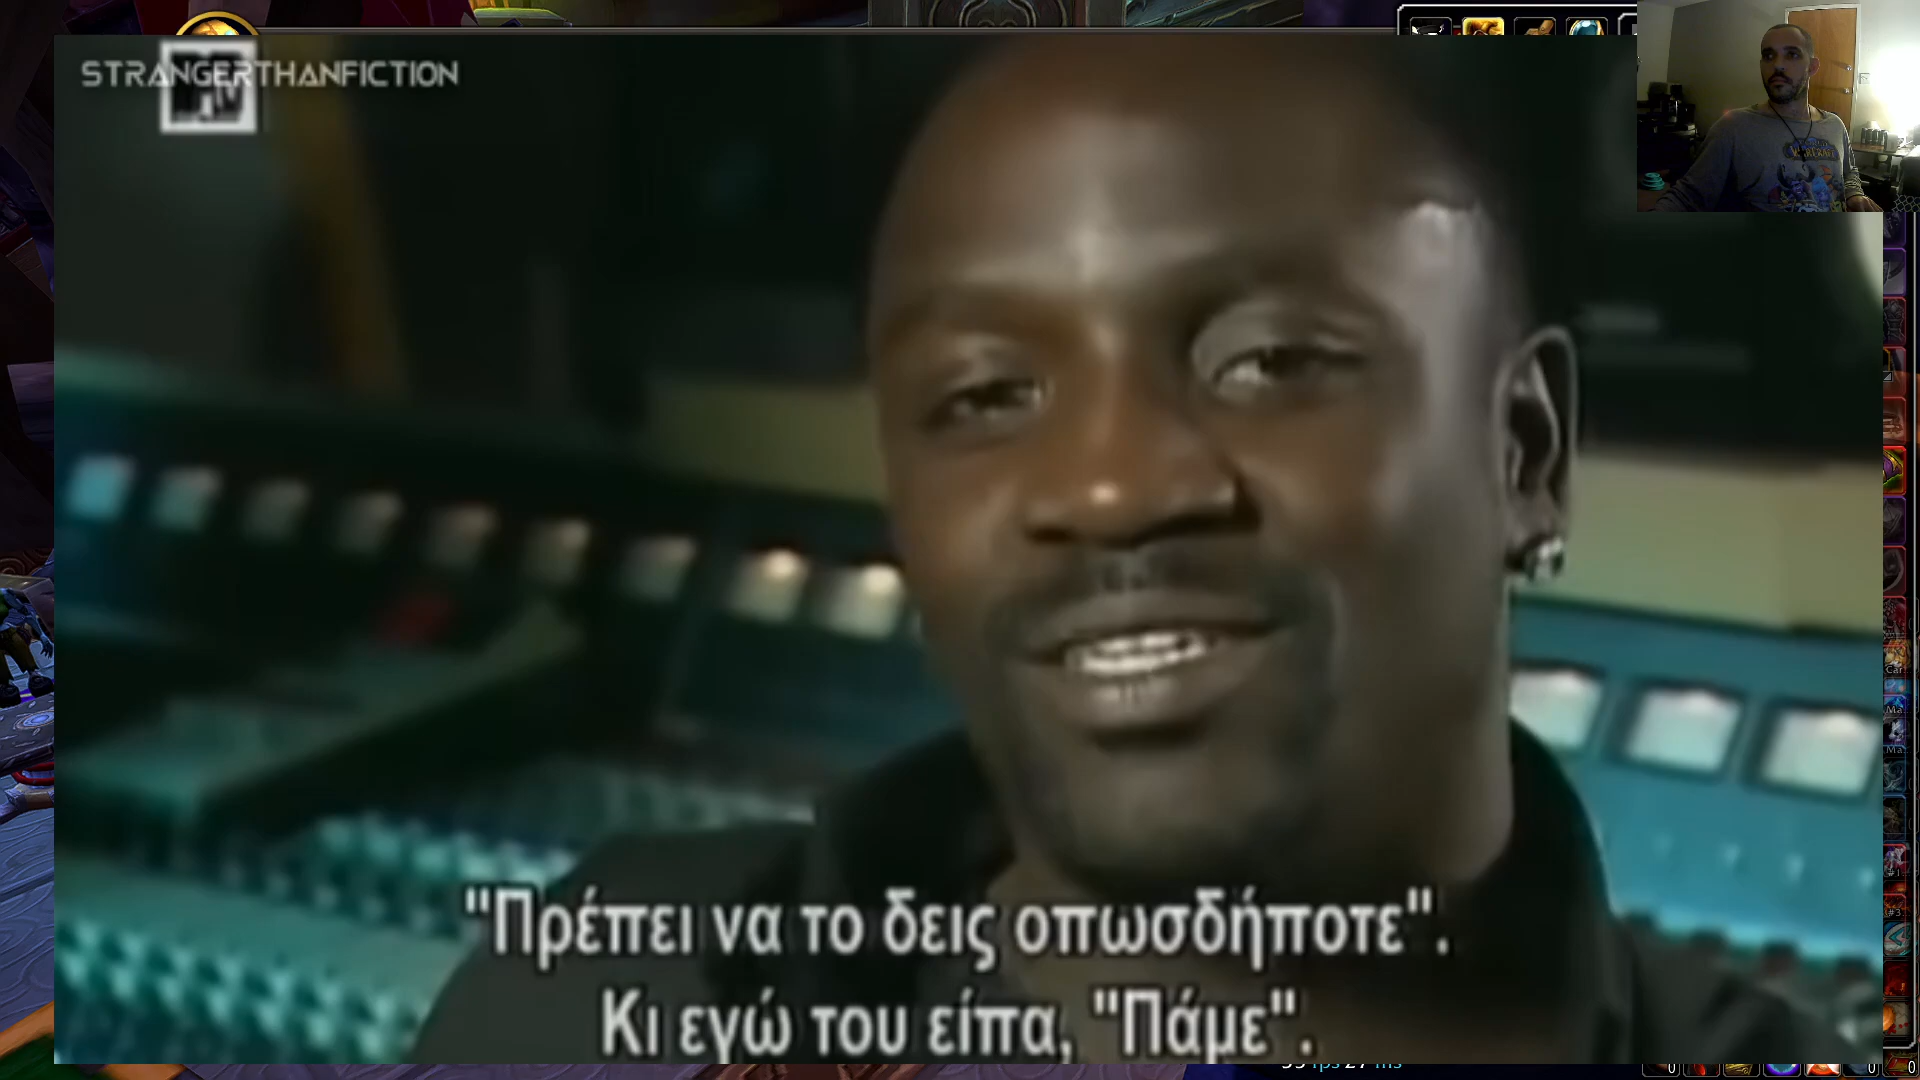 STRANGERTHANFICTION
"Πρέπει να το δεις οπωσδήποτε".
Κι εγώ του είπα, "Πάμε".